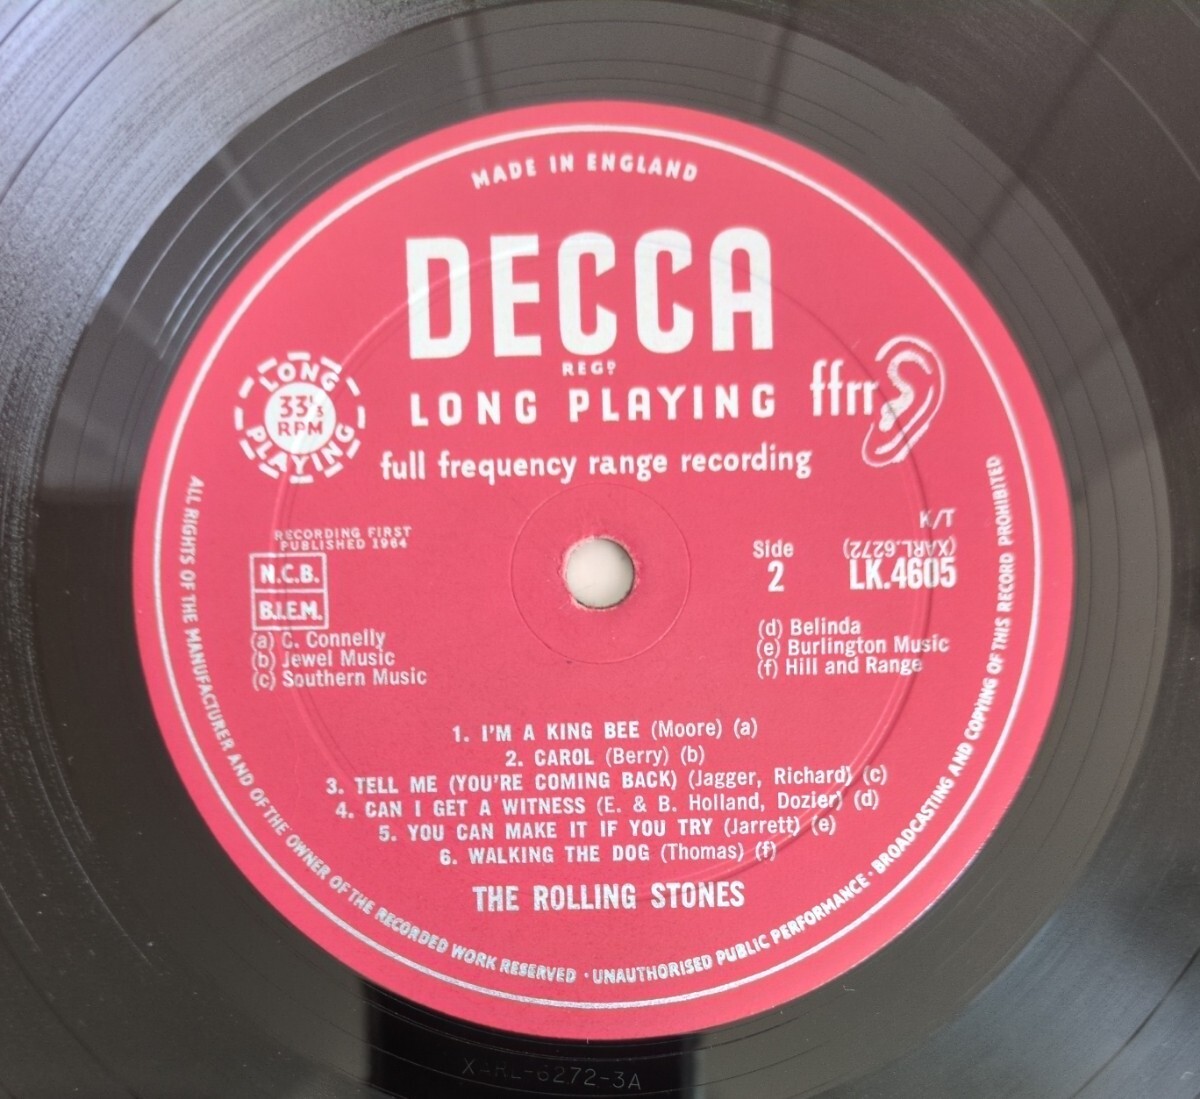 MADE IN ENGLAND
DECCA
REGD
LONG PLAYING
ffrr
full frequency range recording
LONG
33⅓
RPM
PLAYING
RECORDING FIRST
PUBLISHED 1964
N.C.B.
B.I.E.M.
(a) C. Connelly
(b) Jewel Music
(c) Southern Music
K/T
(XARL.6272)
Side
2
LK.4605
(d) Belinda
(e) Burlington Music
(f) Hill and Range
1. I'M A KING BEE (Moore) (a)
2. CAROL (Berry) (b)
3. TELL ME (YOU'RE COMING BACK) (Jagger, Richard) (c)
4. CAN I GET A WITNESS (E. & B. Holland, Dozier) (d)
5. YOU CAN MAKE IT IF YOU TRY (Jarrett) (e)
6. WALKING THE DOG (Thomas) (f)
THE ROLLING STONES
ALL RIGHTS OF THE MANUFACTURER AND OF THE OWNER OF THE RECORDED WORK RESERVED · UNAUTHORISED PUBLIC PERFORMANCE · BROADCASTING AND COPYING OF THIS RECORD PROHIBITED
XARL-6272-3A